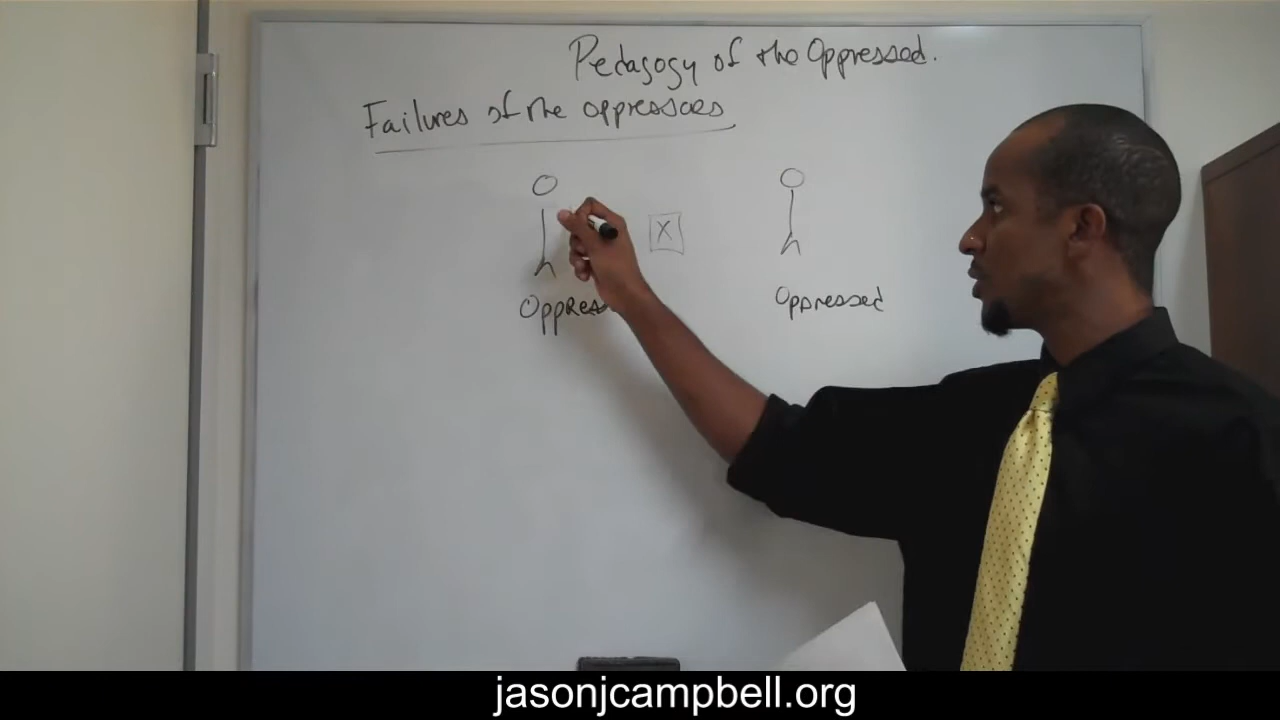 Pedagogy of the Oppressed.
Failures of the oppressors
X
Oppress
Oppressed
jasonjcampbell.org